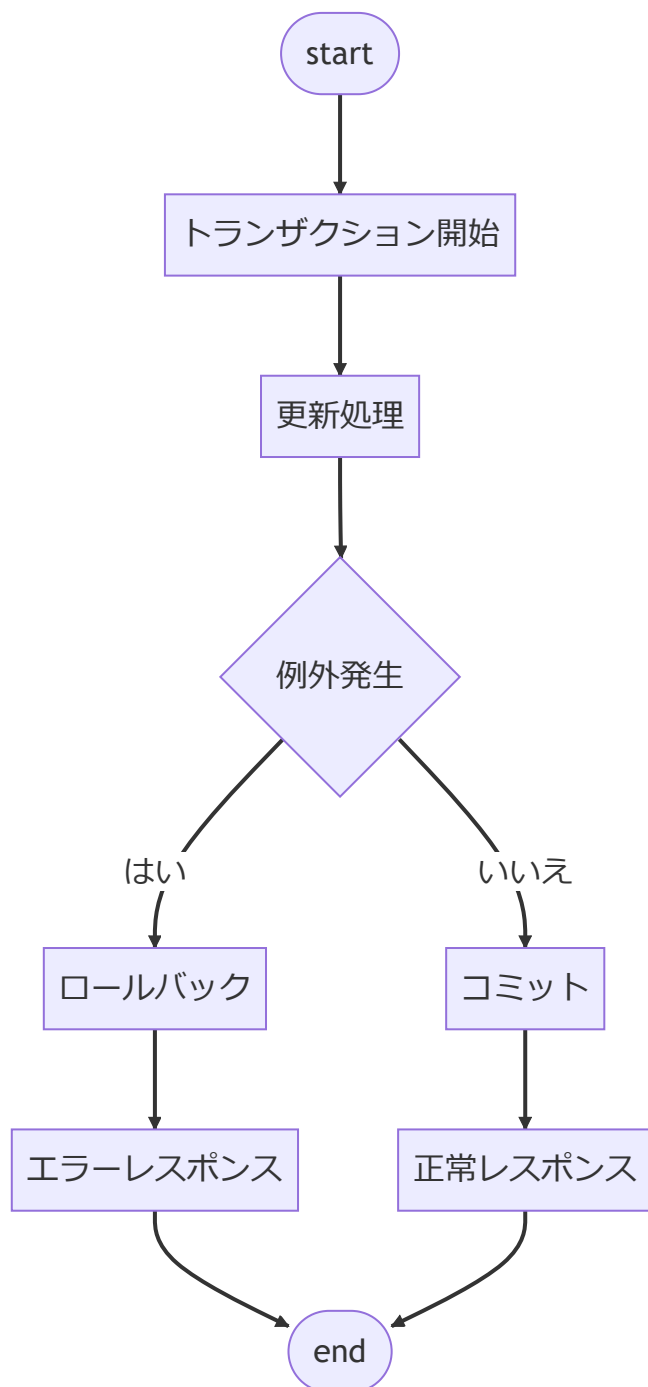 start
トランザクション開始
更新処理
例外発生
はい
いいえ
ロールバック
コミット
エラーレスポンス
正常レスポンス
end